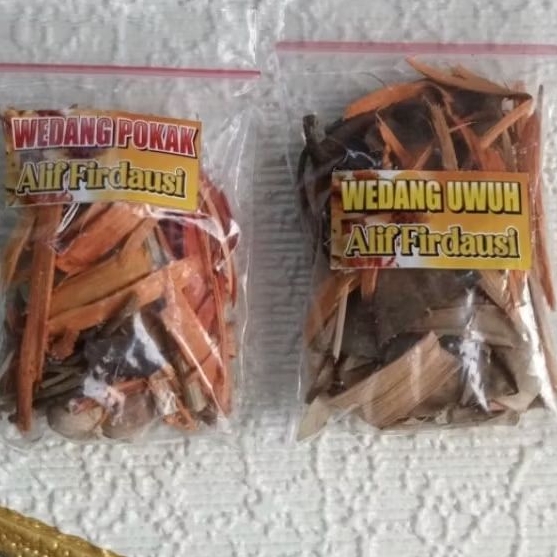 WEDANG POKAK
Alif Firdausi
WEDANG UWUH
Alif Firdausi